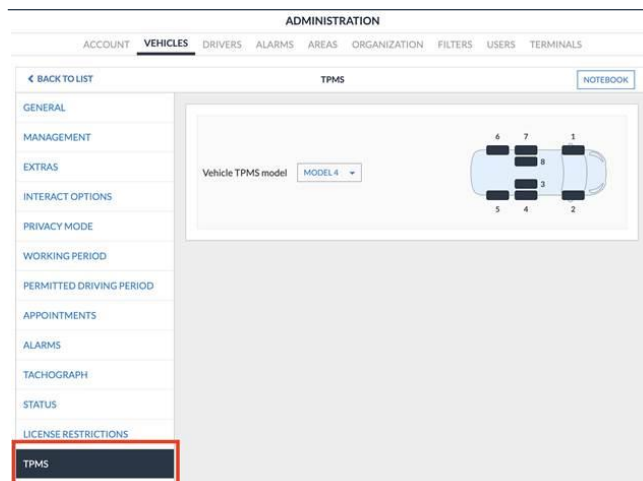 ADMINISTRATION
ACCOUNT VEHICLES DRIVERS ALARMS AREAS ORGANIZATION FILTERS USERS TERMINALS
BACK TO LIST TPMS NOTEBOOK
GENERAL
MANAGEMENT
EXTRAS
INTERACT OPTIONS
PRIVACY MODE
WORKING PERIOD
PERMITTED DRIVING PERIOD
APPOINTMENTS
ALARMS
TACHOGRAPH
STATUS
LICENSE RESTRICTIONS
TPMS
Vehicle TPMS model MODEL 4
6 7 1
8
3
5 4 2